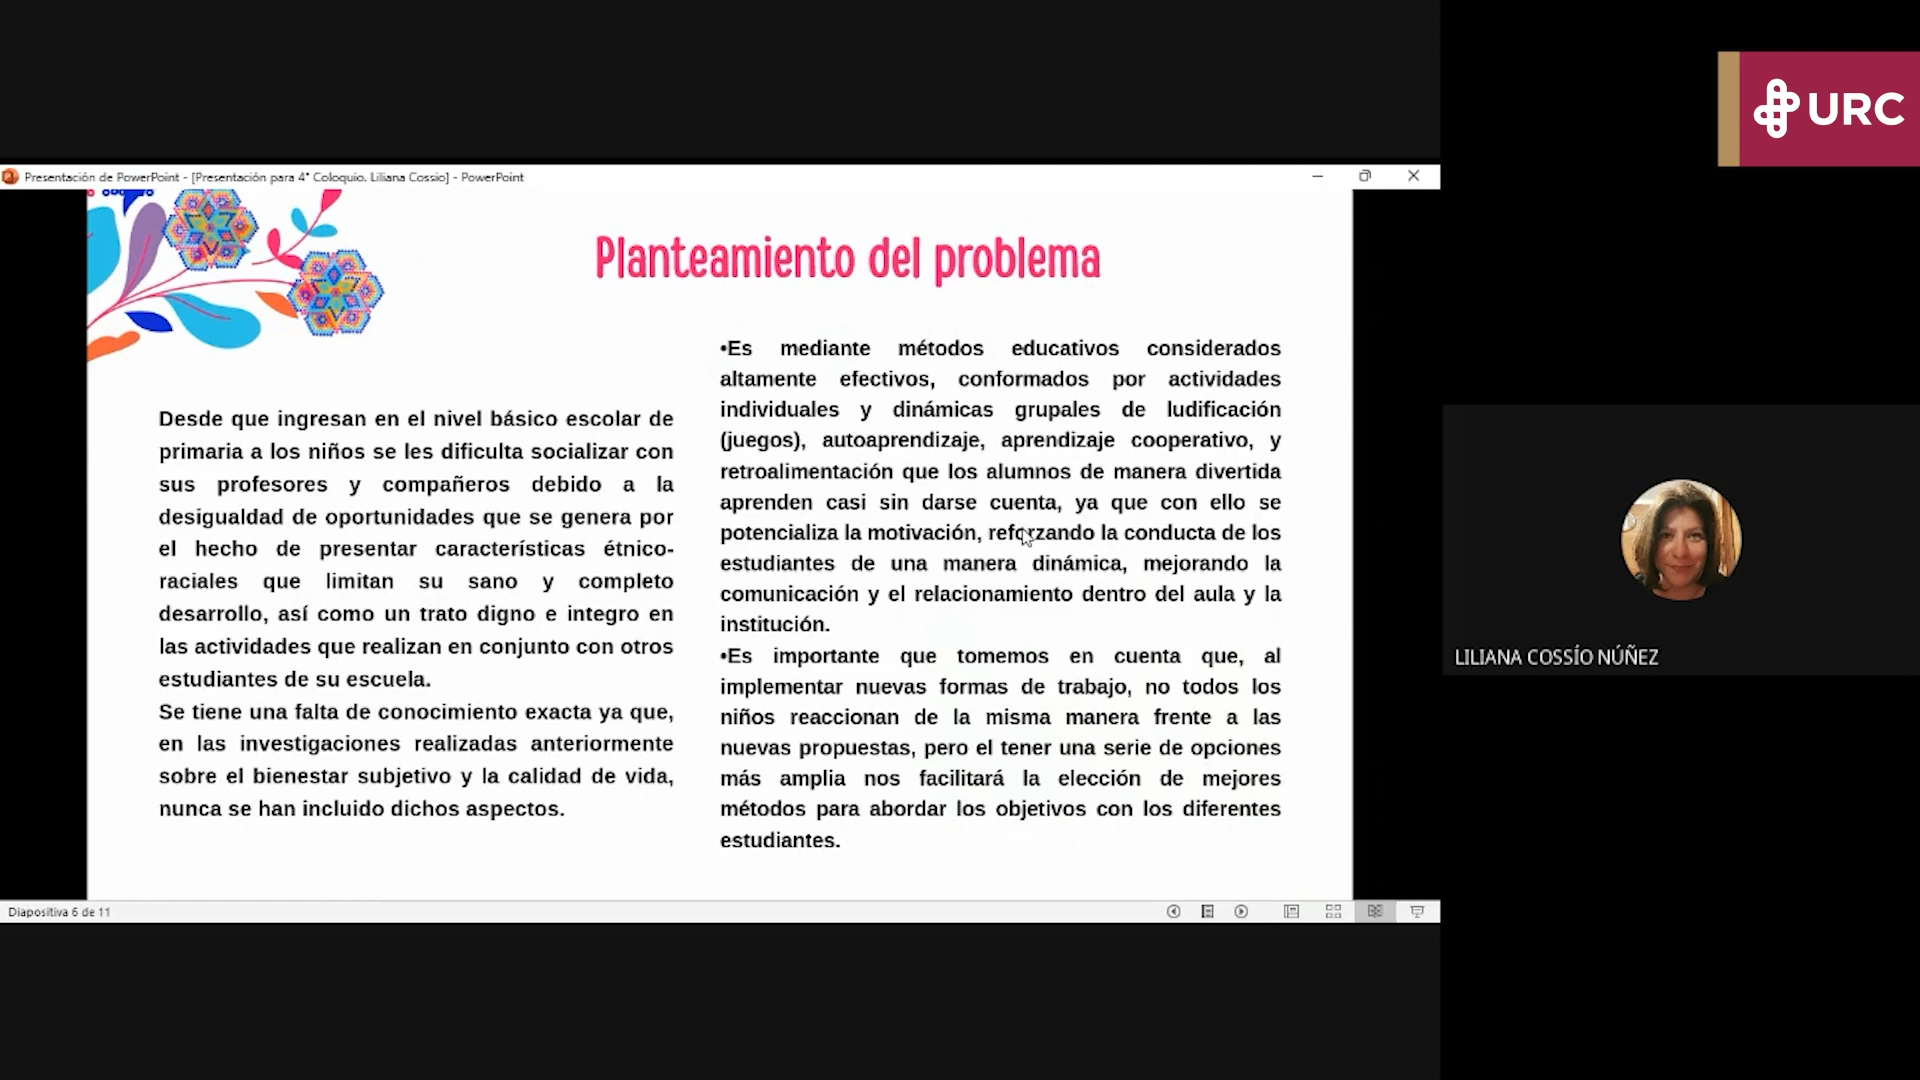 URC
Presentación de PowerPoint - [Presentación para 4° Coloquio. Liliana Cossio] - PowerPoint
Planteamiento del problema
Desde que ingresan en el nivel básico escolar de
primaria a los niños se les dificulta socializar con
sus profesores y compañeros debido a la
desigualdad de oportunidades que se genera por
el hecho de presentar características étnico-
raciales que limitan su sano y completo
desarrollo, así como un trato digno e integro en
las actividades que realizan en conjunto con otros
estudiantes de su escuela.
Se tiene una falta de conocimiento exacta ya que,
en las investigaciones realizadas anteriormente
sobre el bienestar subjetivo y la calidad de vida,
nunca se han incluido dichos aspectos.
•Es mediante métodos educativos considerados
altamente efectivos, conformados por actividades
individuales y dinámicas grupales de ludificación
(juegos), autoaprendizaje, aprendizaje cooperativo, y
retroalimentación que los alumnos de manera divertida
aprenden casi sin darse cuenta, ya que con ello se
potencializa la motivación, reforzando la conducta de los
estudiantes de una manera dinámica, mejorando la
comunicación y el relacionamiento dentro del aula y la
institución.
•Es importante que tomemos en cuenta que, al
implementar nuevas formas de trabajo, no todos los
niños reaccionan de la misma manera frente a las
nuevas propuestas, pero el tener una serie de opciones
más amplia nos facilitará la elección de mejores
métodos para abordar los objetivos con los diferentes
estudiantes.
LILIANA COSSÍO NÚÑEZ
Diapositiva 6 de 11